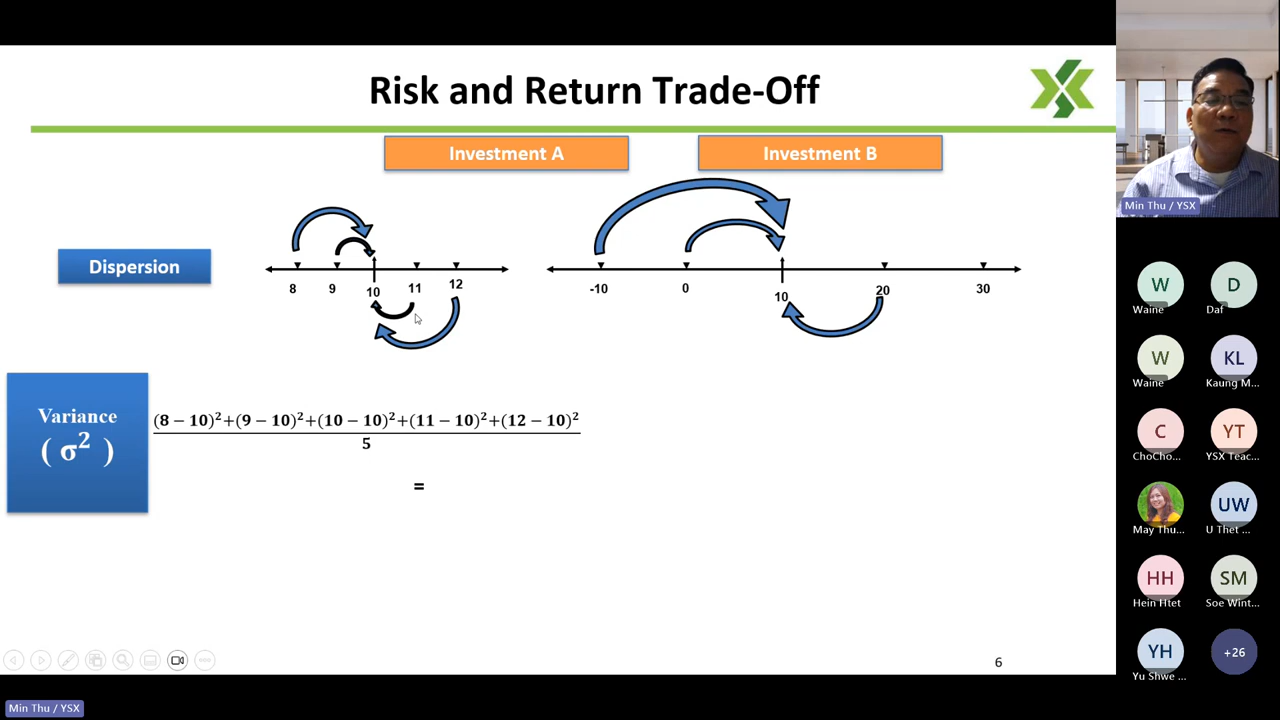 Risk and Return Trade-Off
Investment A
Investment B
Dispersion
8 9 10 11 12
-10 0 10 20 30
Variance
( σ² )
(8 − 10)²+(9 − 10)²+(10 − 10)²+(11 − 10)²+(12 − 10)²
5
=
6
Min Thu / YSX
W
Waine
D
Daf
W
Waine
KL
Kaung M...
C
ChoCho...
YT
YSX Teac...
May Thu...
UW
U Thet ...
HH
Hein Htet
SM
Soe Wint...
YH
Yu Shwe ...
+26
Min Thu / YSX